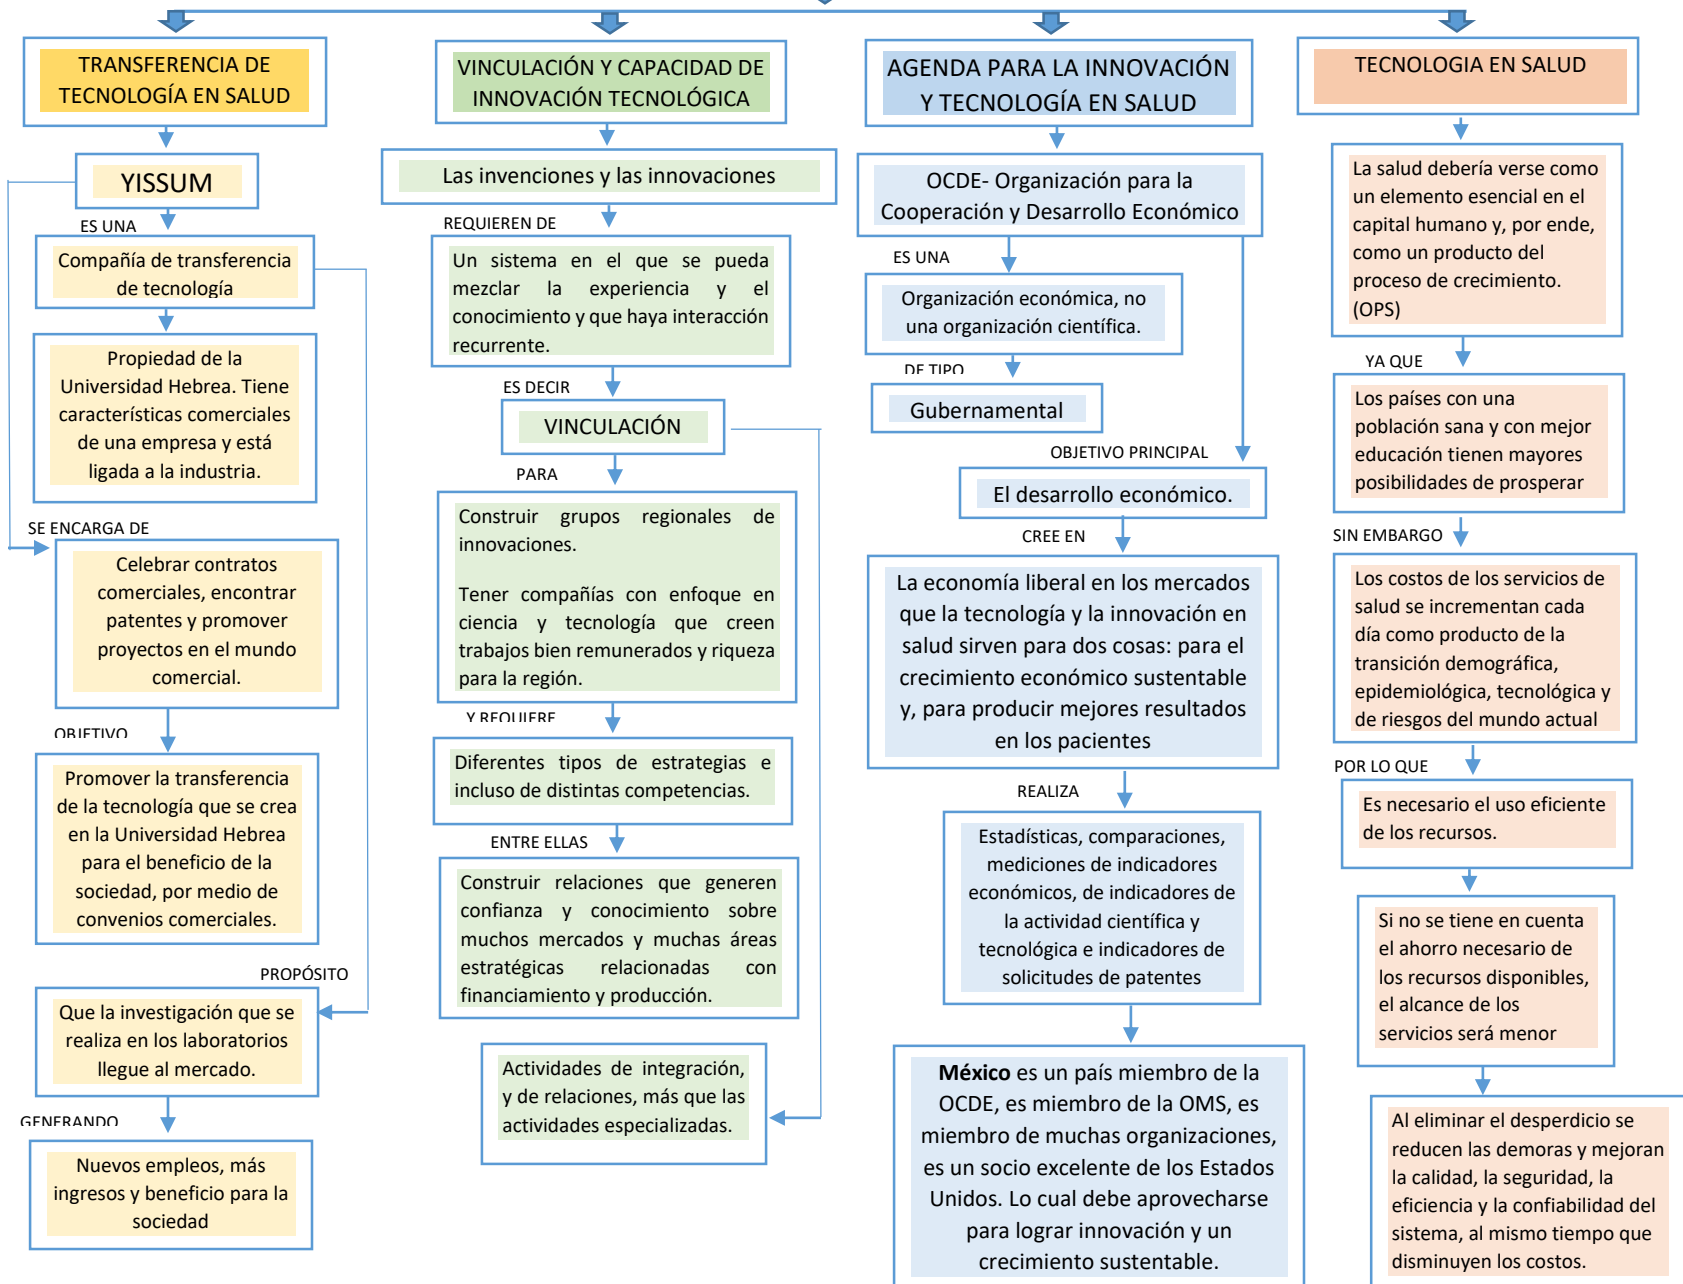 TRANSFERENCIA DE
TECNOLOGÍA EN SALUD
YISSUM
ES UNA
Compañía de transferencia
de tecnología
Propiedad de la
Universidad Hebrea. Tiene
características comerciales
de una empresa y está
ligada a la industria.
SE ENCARGA DE
Celebrar contratos
comerciales, encontrar
patentes y promover
proyectos en el mundo
comercial.
OBJETIVO
Promover la transferencia
de la tecnología que se crea
en la Universidad Hebrea
para el beneficio de la
sociedad, por medio de
convenios comerciales.
PROPÓSITO
Que la investigación que se
realiza en los laboratorios
llegue al mercado.
GENERANDO
Nuevos empleos, más
ingresos y beneficio para la
sociedad
VINCULACIÓN Y CAPACIDAD DE
INNOVACIÓN TECNOLÓGICA
Las invenciones y las innovaciones
REQUIEREN DE
Un sistema en el que se pueda
mezclar la experiencia y el
conocimiento y que haya interacción
recurrente.
ES DECIR
VINCULACIÓN
PARA
Construir grupos regionales de
innovaciones.
Tener compañías con enfoque en
ciencia y tecnología que creen
trabajos bien remunerados y riqueza
para la región.
Y REQUIERE
Diferentes tipos de estrategias e
incluso de distintas competencias.
ENTRE ELLAS
Construir relaciones que generen
confianza y conocimiento sobre
muchos mercados y muchas áreas
estratégicas relacionadas con
financiamiento y producción.
Actividades de integración,
y de relaciones, más que las
actividades especializadas.
AGENDA PARA LA INNOVACIÓN
Y TECNOLOGÍA EN SALUD
OCDE- Organización para la
Cooperación y Desarrollo Económico
ES UNA
Organización económica, no
una organización científica.
DE TIPO
Gubernamental
OBJETIVO PRINCIPAL
El desarrollo económico.
CREE EN
La economía liberal en los mercados
que la tecnología y la innovación en
salud sirven para dos cosas: para el
crecimiento económico sustentable
y, para producir mejores resultados
en los pacientes
REALIZA
Estadísticas, comparaciones,
mediciones de indicadores
económicos, de indicadores de
la actividad científica y
tecnológica e indicadores de
solicitudes de patentes
México es un país miembro de la
OCDE, es miembro de la OMS, es
miembro de muchas organizaciones,
es un socio excelente de los Estados
Unidos. Lo cual debe aprovecharse
para lograr innovación y un
crecimiento sustentable.
TECNOLOGIA EN SALUD
La salud debería verse como
un elemento esencial en el
capital humano y, por ende,
como un producto del
proceso de crecimiento.
(OPS)
YA QUE
Los países con una
población sana y con mejor
educación tienen mayores
posibilidades de prosperar
SIN EMBARGO
Los costos de los servicios de
salud se incrementan cada
día como producto de la
transición demográfica,
epidemiológica, tecnológica y
de riesgos del mundo actual
POR LO QUE
Es necesario el uso eficiente
de los recursos.
Si no se tiene en cuenta
el ahorro necesario de
los recursos disponibles,
el alcance de los
servicios será menor
Al eliminar el desperdicio se
reducen las demoras y mejoran
la calidad, la seguridad, la
eficiencia y la confiabilidad del
sistema, al mismo tiempo que
disminuyen los costos.